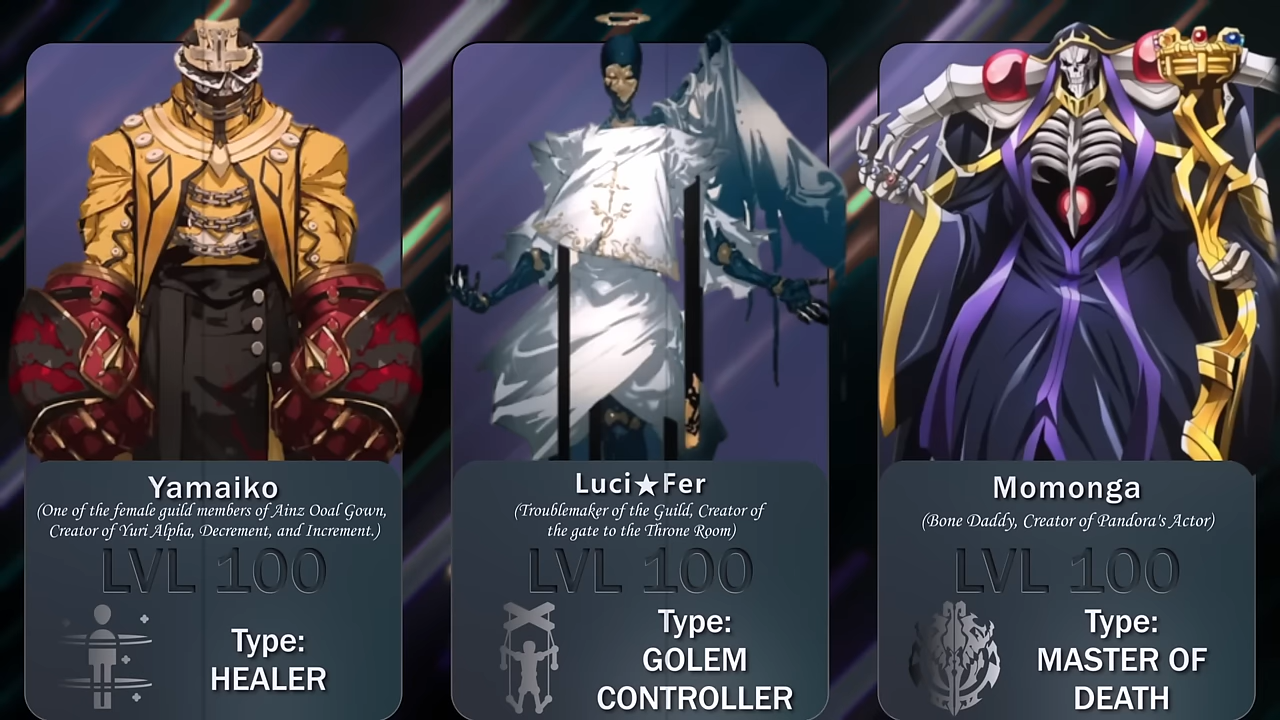 Yamaiko
(One of the female guild members of Ainz Ooal Gown,
Creator of Yuri Alpha, Decrement, and Increment.)
LVL 100
Type:
HEALER
Luci★Fer
(Troublemaker of the Guild, Creator of
the gate to the Throne Room)
LVL 100
Type:
GOLEM
CONTROLLER
Momonga
(Bone Daddy, Creator of Pandora's Actor)
LVL 100
Type:
MASTER OF
DEATH